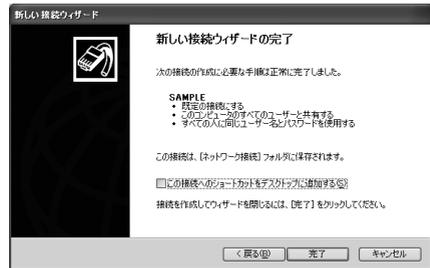 新しい接続ウィザード
新しい接続ウィザードの完了
次の接続の作成に必要な手順は正常に完了しました。
SAMPLE
• 既定の接続にする
• このコンピュータのすべてのユーザーと共有する
• すべての人に同じユーザー名とパスワードを使用する
この接続は、[ネットワーク接続] フォルダに保存されます。
この接続へのショートカットをデスクトップに追加する(S)
接続を作成してウィザードを閉じるには、[完了] をクリックしてください。
< 戻る(B) 完了 キャンセル